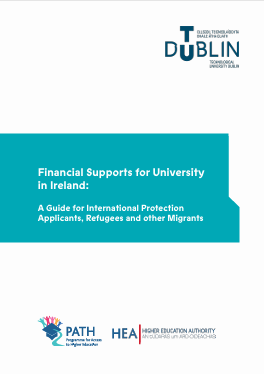 OLLSCOIL TEICNEOLAÍOCHTA
BHAILE ÁTHA CLIATH
TU
DUBLIN
TECHNOLOGICAL
UNIVERSITY DUBLIN
Financial Supports for University
in Ireland:
A Guide for International Protection
Applicants, Refugees and other Migrants
PATH
Programme for Access
to Higher Education
HEA
HIGHER EDUCATION AUTHORITY
AN tÚDARÁS um ARD-OIDEACHAS